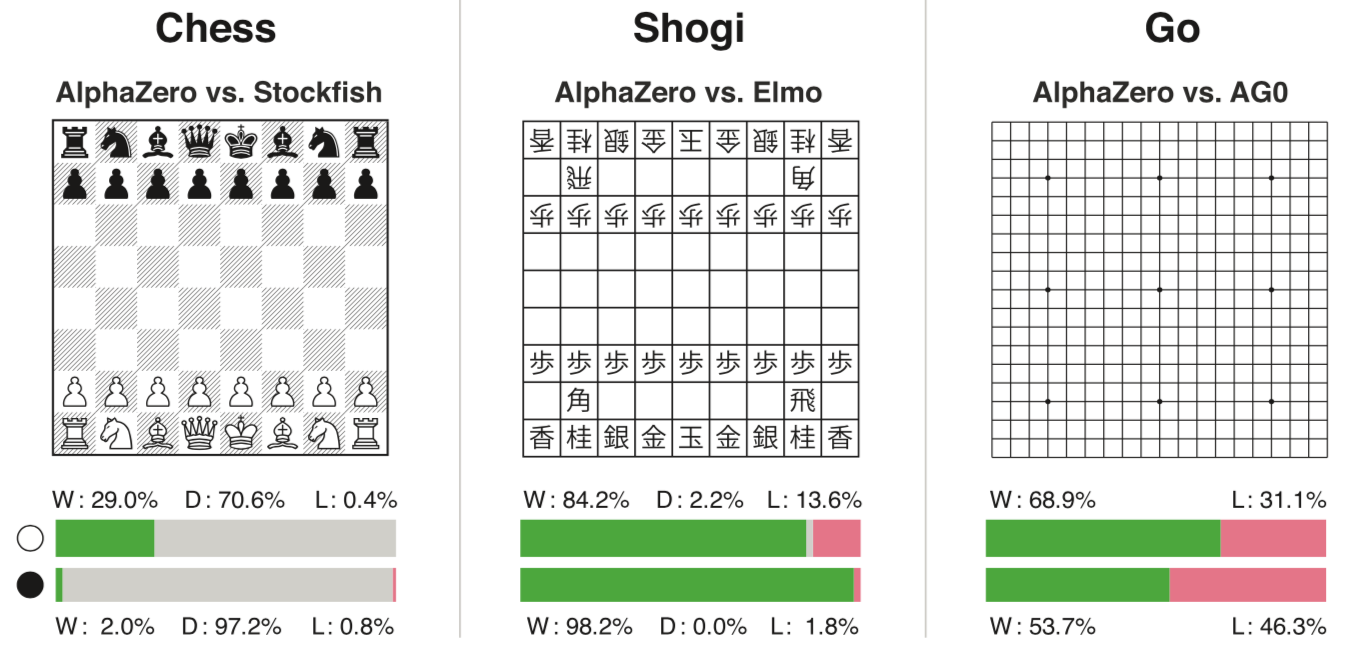 Chess
AlphaZero vs. Stockfish
W: 29.0% D: 70.6% L: 0.4%
W: 2.0% D: 97.2% L: 0.8%
Shogi
AlphaZero vs. Elmo
香 桂 銀 金 玉 金 銀 桂 香
飛 角
歩 歩 歩 歩 歩 歩 歩 歩 歩
歩 歩 歩 歩 歩 歩 歩 歩 歩
角 飛
香 桂 銀 金 玉 金 銀 桂 香
W: 84.2% D: 2.2% L: 13.6%
W: 98.2% D: 0.0% L: 1.8%
Go
AlphaZero vs. AG0
W: 68.9% L: 31.1%
W: 53.7% L: 46.3%